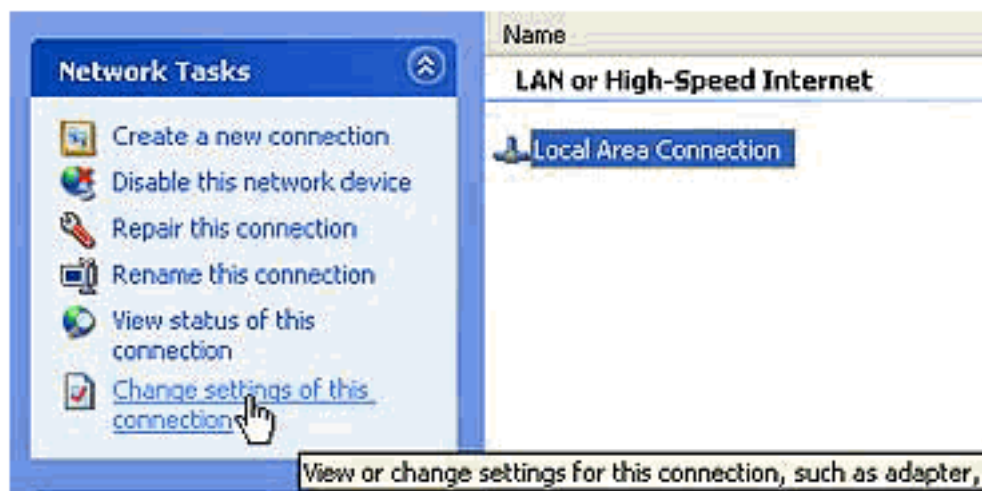 Network Tasks
Create a new connection
Disable this network device
Repair this connection
Rename this connection
View status of this
connection
Change settings of this
connection
Name
LAN or High-Speed Internet
Local Area Connection
View or change settings for this connection, such as adapter,